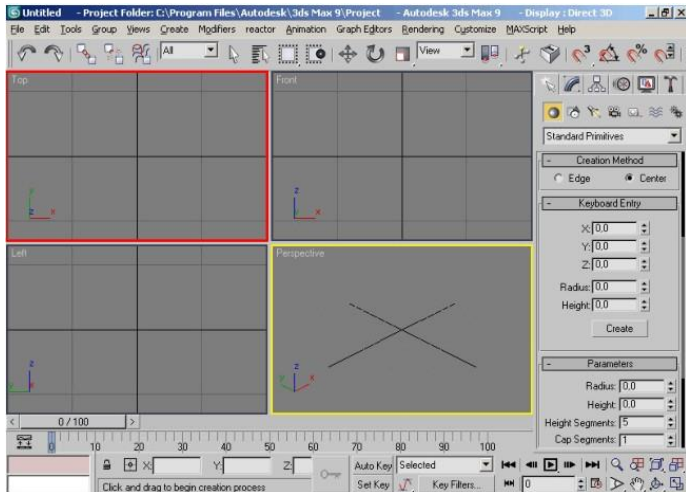 Untitled - Project Folder: C:\Program Files\Autodesk\3ds Max 9\Project - Autodesk 3ds Max 9 - Display : Direct 3D
File Edit Tools Group Views Create Modifiers reactor Animation Graph Editors Rendering Customize MAXScript Help
All View 3 %
Top Front
Standard Primitives
- Creation Method
Edge Center
- Keyboard Entry
X: 0,0
Y: 0,0
Z: 0,0
Radius: 0,0
Height: 0,0
Create
z x y
z x
Left Perspective
z y x
z y x
- Parameters
Radius: 0,0
Height: 0,0
Height Segments: 5
Cap Segments: 1
< 0 / 100 >
0 10 20 30 40 50 60 70 80 90 100
X: Y: Z: Auto Key Selected
Click and drag to begin creation process Set Key Key Filters... 0